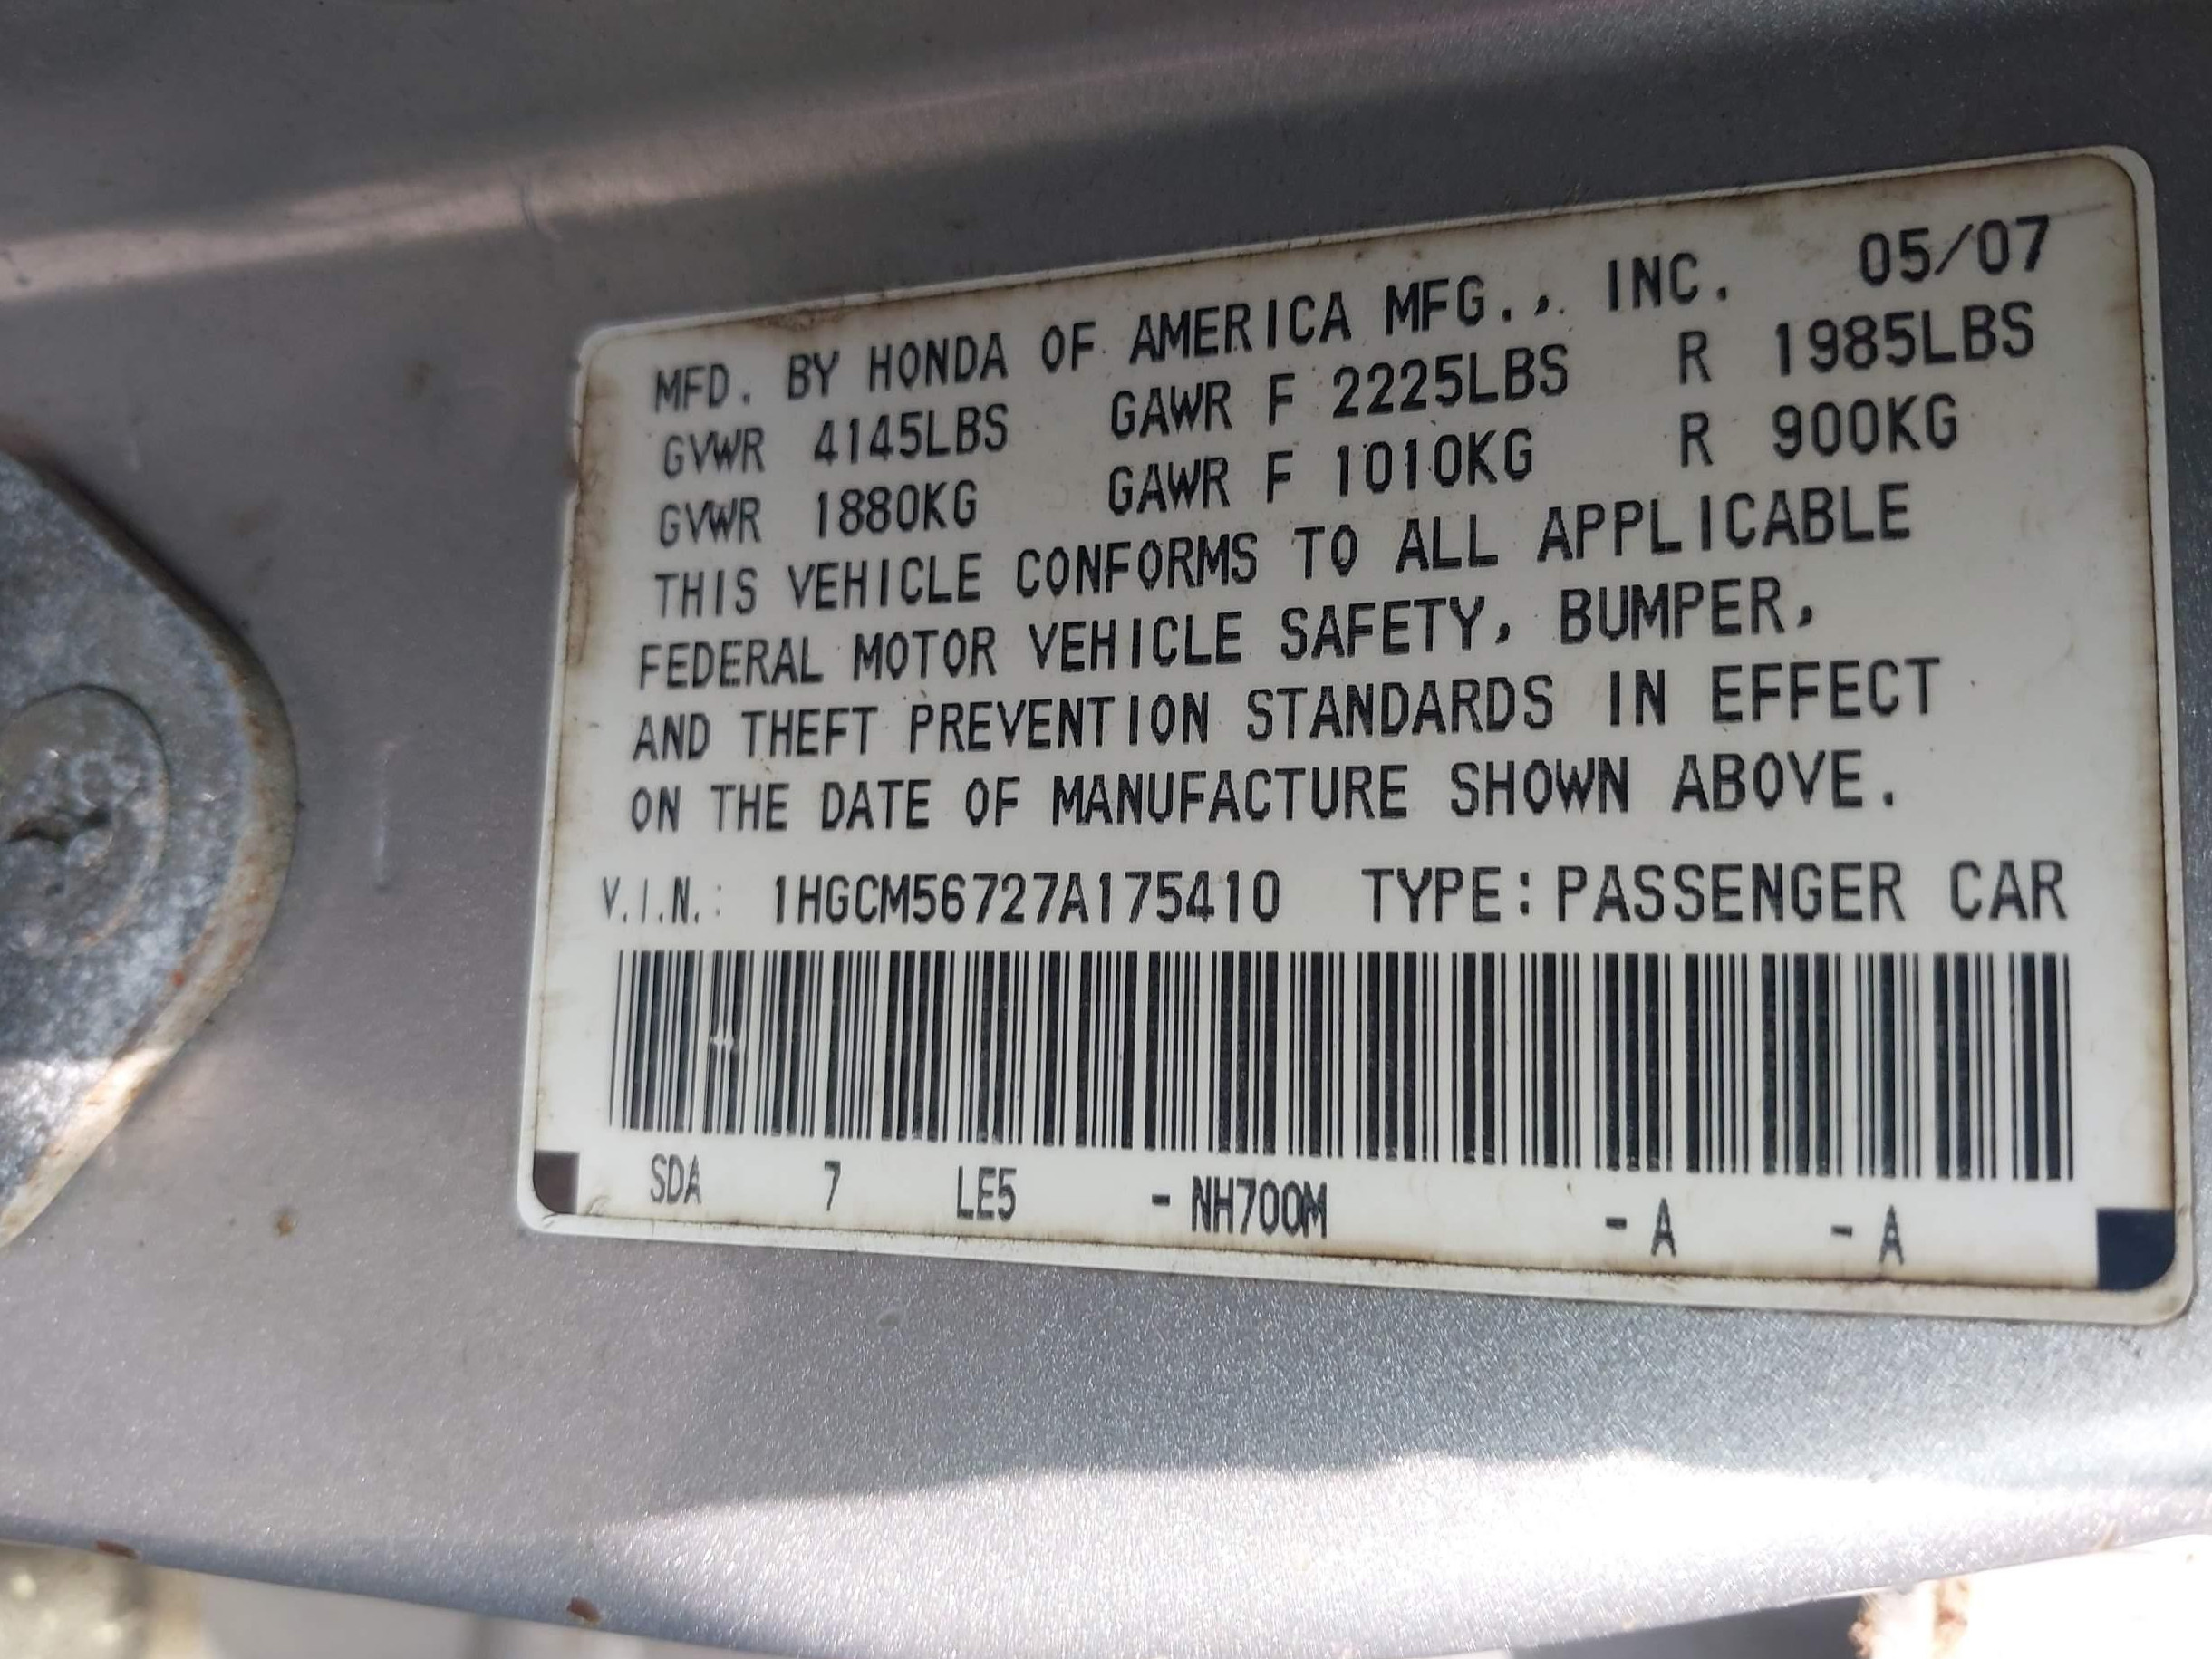 MFD. BY HONDA OF AMERICA MFG., INC. 05/07
GVWR 4145LBS GAWR F 2225LBS R 1985LBS
GVWR 1880KG GAWR F 1010KG R 900KG
THIS VEHICLE CONFORMS TO ALL APPLICABLE
FEDERAL MOTOR VEHICLE SAFETY, BUMPER,
AND THEFT PREVENTION STANDARDS IN EFFECT
ON THE DATE OF MANUFACTURE SHOWN ABOVE.
V.I.N.: 1HGCM56727A175410 TYPE:PASSENGER CAR
SDA 7 LE5 - NH700M - A - A